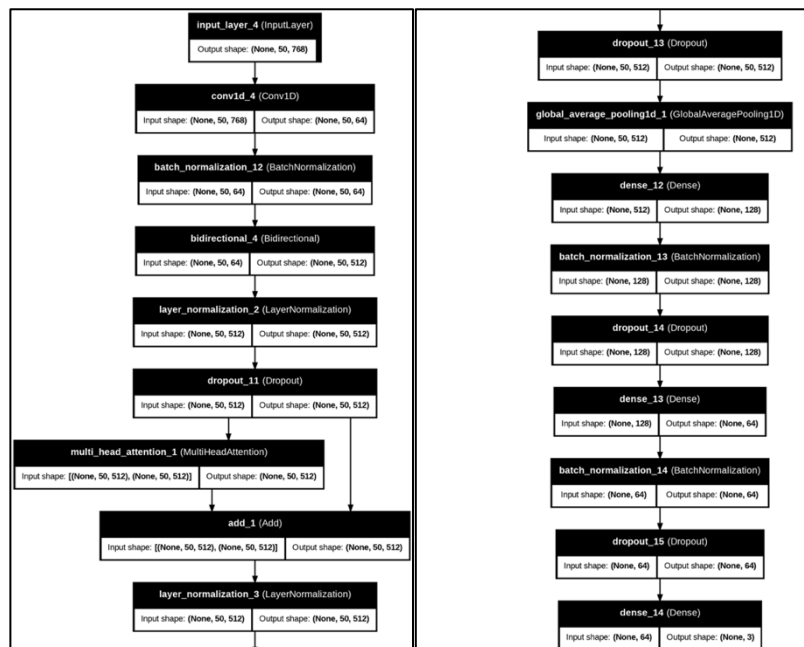 input_layer_4 (InputLayer)
Output shape: (None, 50, 768)
conv1d_4 (Conv1D)
Input shape: (None, 50, 768) Output shape: (None, 50, 64)
batch_normalization_12 (BatchNormalization)
Input shape: (None, 50, 64) Output shape: (None, 50, 64)
bidirectional_4 (Bidirectional)
Input shape: (None, 50, 64) Output shape: (None, 50, 512)
layer_normalization_2 (LayerNormalization)
Input shape: (None, 50, 512) Output shape: (None, 50, 512)
dropout_11 (Dropout)
Input shape: (None, 50, 512) Output shape: (None, 50, 512)
multi_head_attention_1 (MultiHeadAttention)
Input shape: [(None, 50, 512), (None, 50, 512)] Output shape: (None, 50, 512)
add_1 (Add)
Input shape: [(None, 50, 512), (None, 50, 512)] Output shape: (None, 50, 512)
layer_normalization_3 (LayerNormalization)
Input shape: (None, 50, 512) Output shape: (None, 50, 512)
dropout_13 (Dropout)
Input shape: (None, 50, 512) Output shape: (None, 50, 512)
global_average_pooling1d_1 (GlobalAveragePooling1D)
Input shape: (None, 50, 512) Output shape: (None, 512)
dense_12 (Dense)
Input shape: (None, 512) Output shape: (None, 128)
batch_normalization_13 (BatchNormalization)
Input shape: (None, 128) Output shape: (None, 128)
dropout_14 (Dropout)
Input shape: (None, 128) Output shape: (None, 128)
dense_13 (Dense)
Input shape: (None, 128) Output shape: (None, 64)
batch_normalization_14 (BatchNormalization)
Input shape: (None, 64) Output shape: (None, 64)
dropout_15 (Dropout)
Input shape: (None, 64) Output shape: (None, 64)
dense_14 (Dense)
Input shape: (None, 64) Output shape: (None, 3)